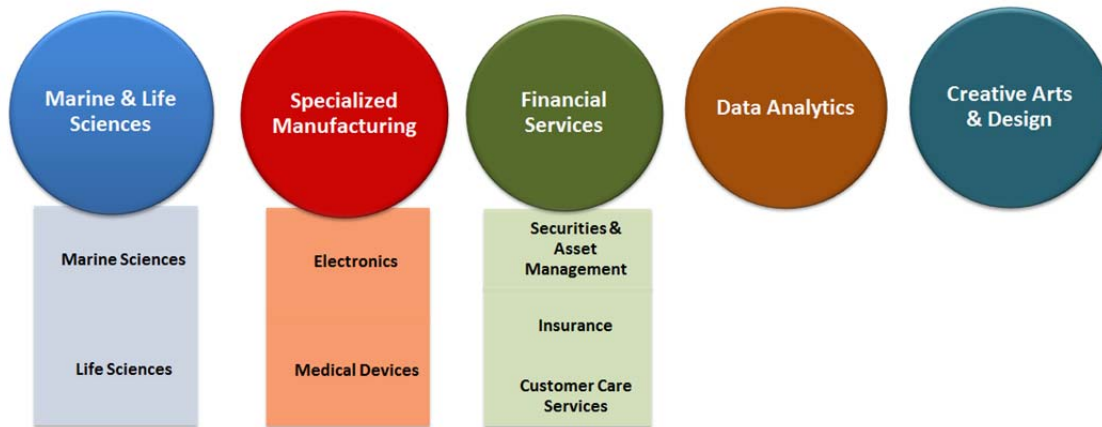 Marine & Life
Sciences
Specialized
Manufacturing
Financial
Services
Data Analytics
Creative Arts
& Design
Marine Sciences
Life Sciences
Electronics
Medical Devices
Securities &
Asset
Management
Insurance
Customer Care
Services